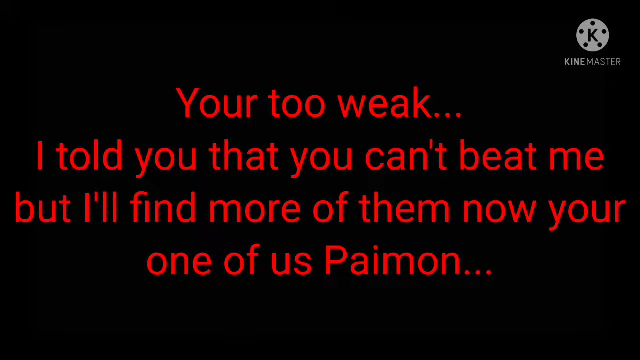 K
KINEMASTER
Your too weak...
I told you that you can't beat me
but I'll find more of them now your
one of us Paimon...